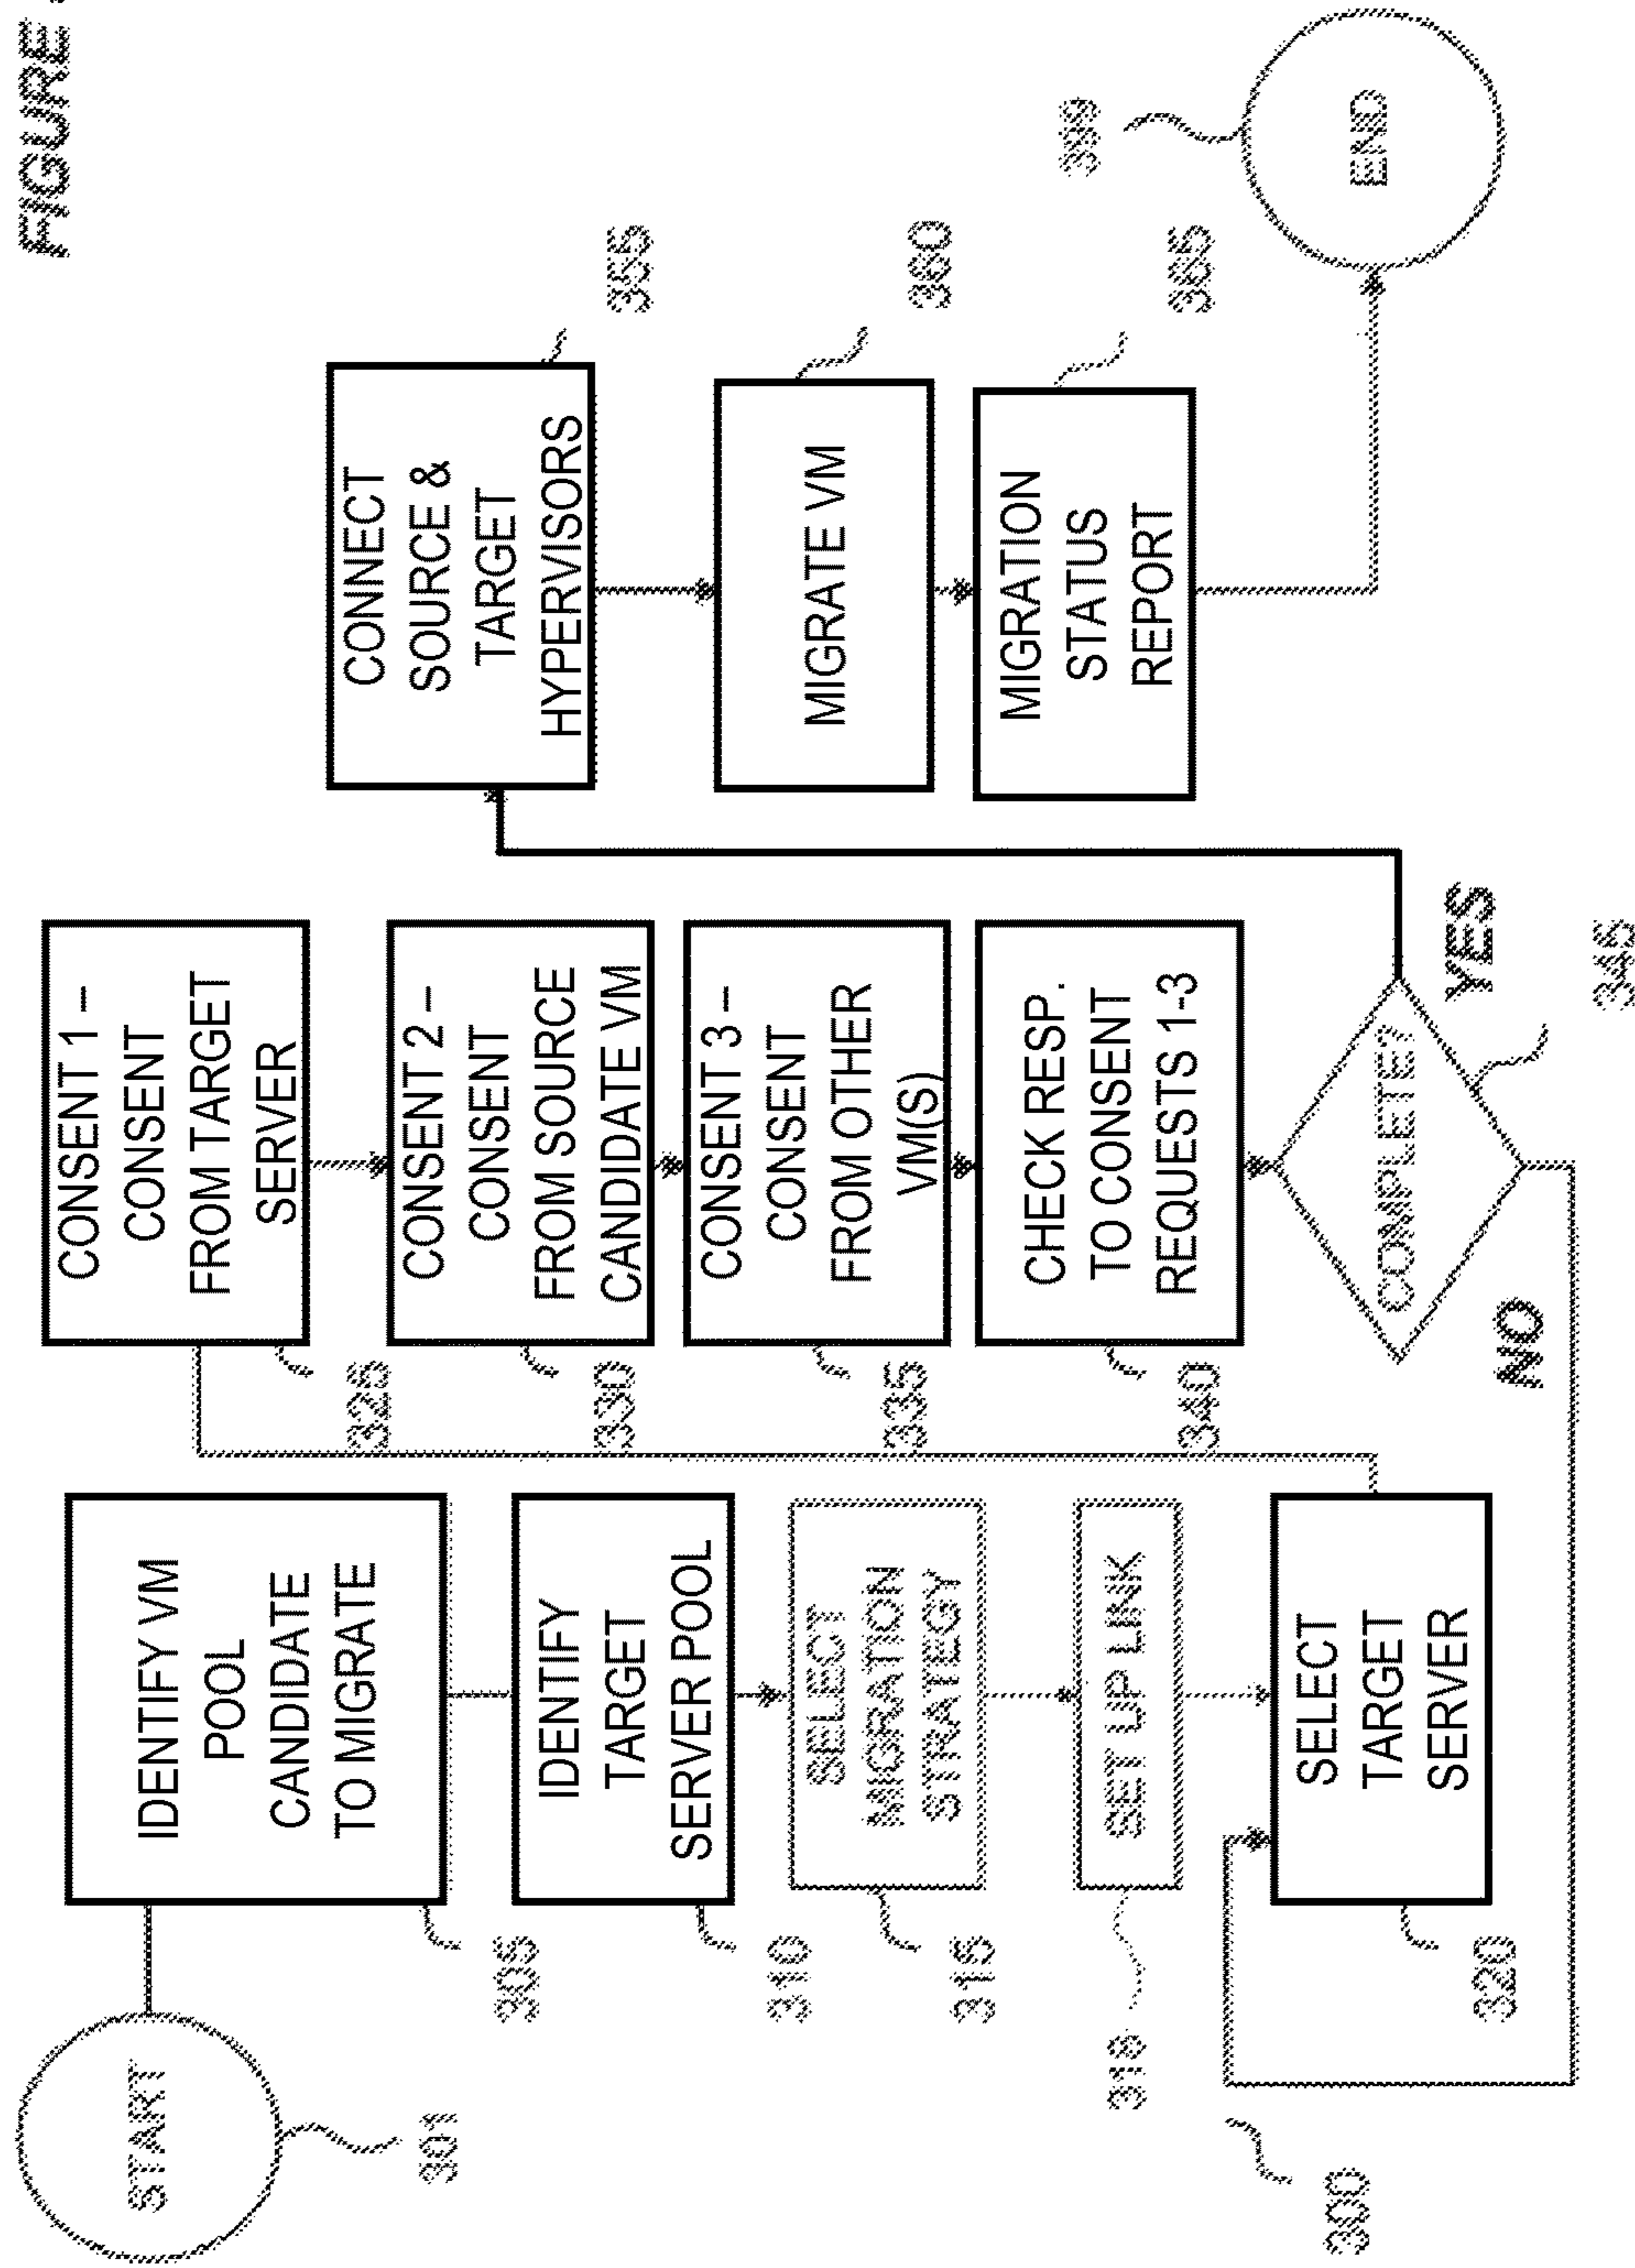 FIGURE
START
301
IDENTIFY VM
POOL
CANDIDATE
TO MIGRATE
305
IDENTIFY
TARGET
SERVER POOL
310
SELECT
MIGRATION
STRATEGY
315
SET UP LINK
318
SELECT
TARGET
SERVER
320
300
CONSENT 1 –
CONSENT
FROM TARGET
SERVER
325
CONSENT 2 –
CONSENT
FROM SOURCE
CANDIDATE VM
330
CONSENT 3 –
CONSENT
FROM OTHER
VM(S)
335
CHECK RESP.
TO CONSENT
REQUESTS 1-3
340
COMPLETE?
YES
NO
345
CONNECT
SOURCE &
TARGET
HYPERVISORS
355
MIGRATE VM
360
MIGRATION
STATUS
REPORT
365
END
399